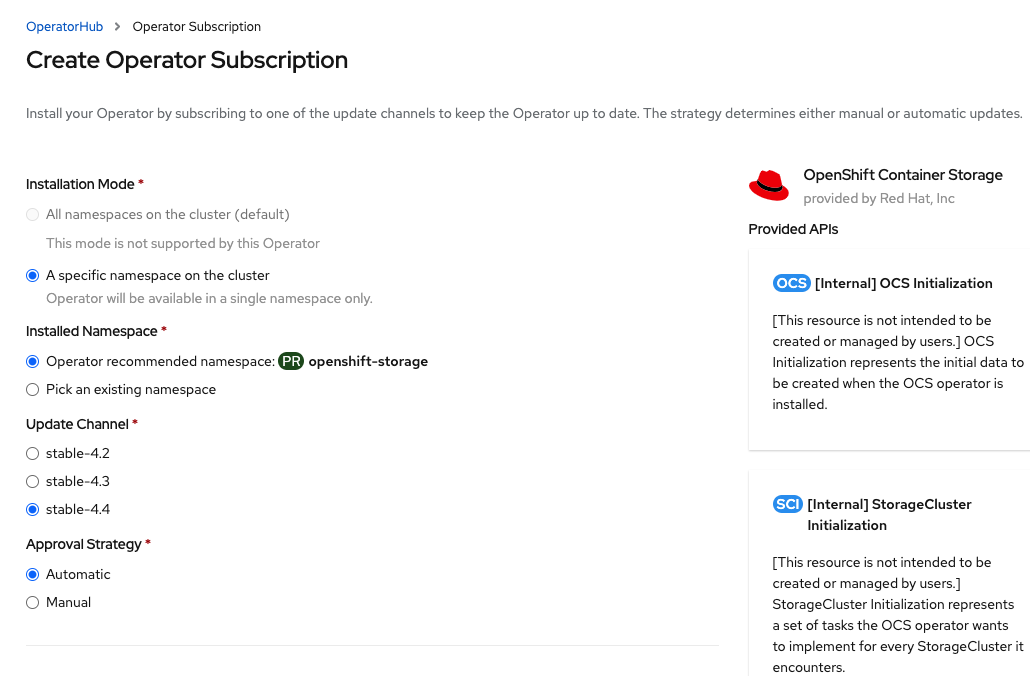 OperatorHub > Operator Subscription
Create Operator Subscription
Install your Operator by subscribing to one of the update channels to keep the Operator up to date. The strategy determines either manual or automatic updates.
Installation Mode *
All namespaces on the cluster (default)
This mode is not supported by this Operator
A specific namespace on the cluster
Operator will be available in a single namespace only.
Installed Namespace *
Operator recommended namespace: PR openshift-storage
Pick an existing namespace
Update Channel *
stable-4.2
stable-4.3
stable-4.4
Approval Strategy *
Automatic
Manual
OpenShift Container Storage
provided by Red Hat, Inc
Provided APIs
OCS [Internal] OCS Initialization
[This resource is not intended to be
created or managed by users.] OCS
Initialization represents the initial data to
be created when the OCS operator is
installed.
SCI [Internal] StorageCluster
Initialization
[This resource is not intended to be
created or managed by users.]
StorageCluster Initialization represents
a set of tasks the OCS operator wants
to implement for every StorageCluster it
encounters.